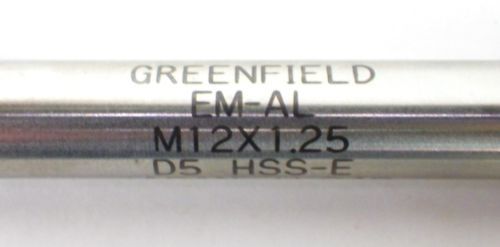 GREENFIELD
EM-AL
M12X1.25
D5 HSS-E